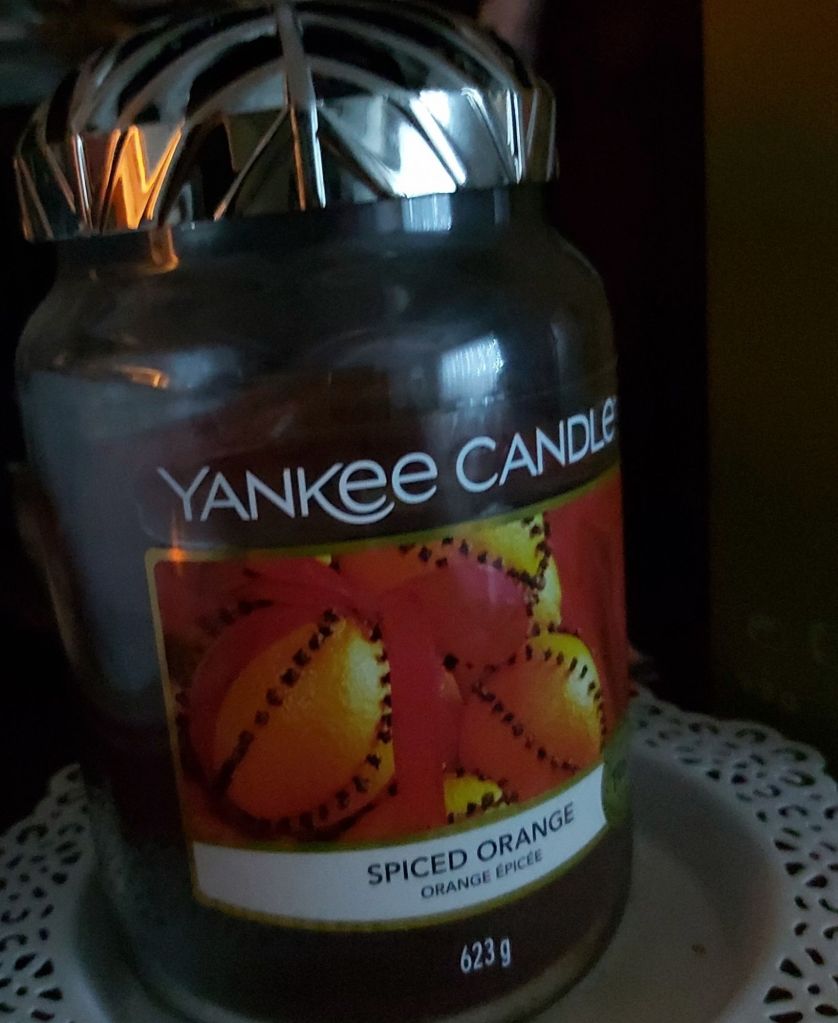 YANKEE CANDLE
SPICED ORANGE
ORANGE ÉPICÉE
623 g